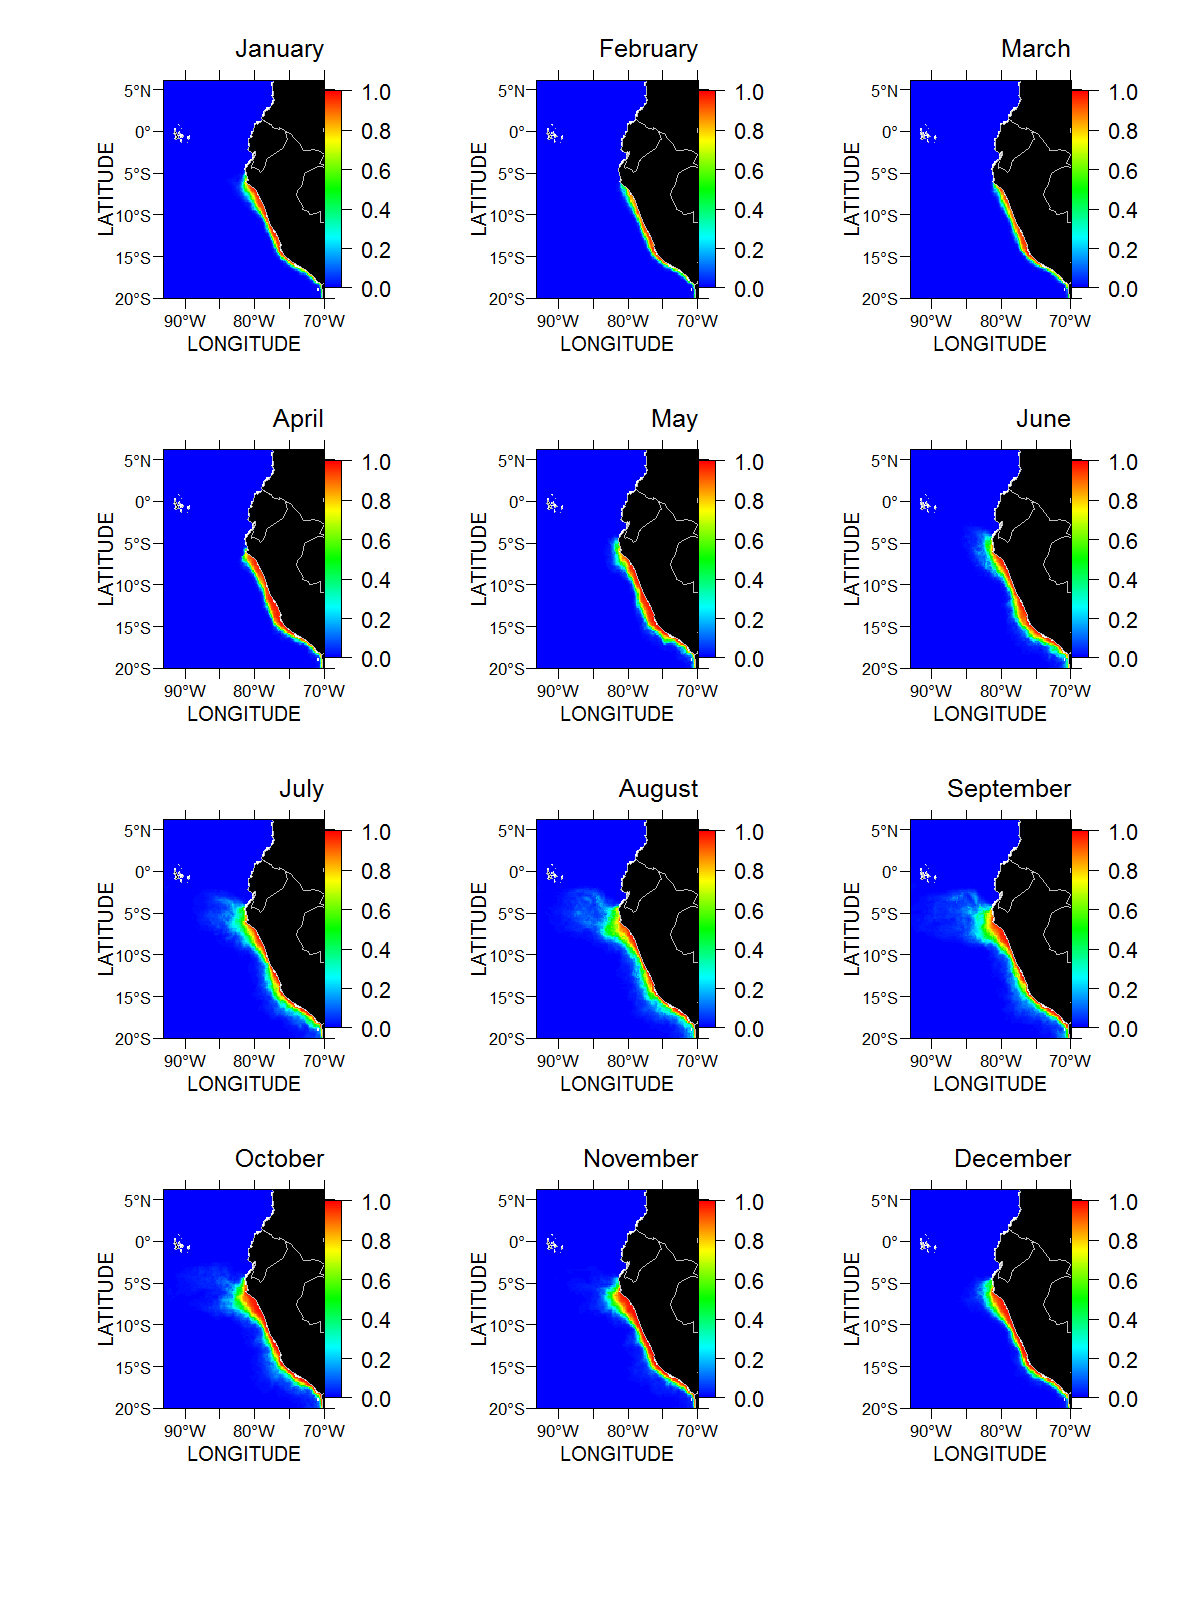 January
February
March
5°N
0°
5°S
10°S
15°S
20°S
LATITUDE
90°W 80°W 70°W
LONGITUDE
1.0
0.8
0.6
0.4
0.2
0.0
5°N
0°
5°S
10°S
15°S
20°S
LATITUDE
90°W 80°W 70°W
LONGITUDE
1.0
0.8
0.6
0.4
0.2
0.0
5°N
0°
5°S
10°S
15°S
20°S
LATITUDE
90°W 80°W 70°W
LONGITUDE
1.0
0.8
0.6
0.4
0.2
0.0
April
May
June
5°N
0°
5°S
10°S
15°S
20°S
LATITUDE
90°W 80°W 70°W
LONGITUDE
1.0
0.8
0.6
0.4
0.2
0.0
5°N
0°
5°S
10°S
15°S
20°S
LATITUDE
90°W 80°W 70°W
LONGITUDE
1.0
0.8
0.6
0.4
0.2
0.0
5°N
0°
5°S
10°S
15°S
20°S
LATITUDE
90°W 80°W 70°W
LONGITUDE
1.0
0.8
0.6
0.4
0.2
0.0
July
August
September
5°N
0°
5°S
10°S
15°S
20°S
LATITUDE
90°W 80°W 70°W
LONGITUDE
1.0
0.8
0.6
0.4
0.2
0.0
5°N
0°
5°S
10°S
15°S
20°S
LATITUDE
90°W 80°W 70°W
LONGITUDE
1.0
0.8
0.6
0.4
0.2
0.0
5°N
0°
5°S
10°S
15°S
20°S
LATITUDE
90°W 80°W 70°W
LONGITUDE
1.0
0.8
0.6
0.4
0.2
0.0
October
November
December
5°N
0°
5°S
10°S
15°S
20°S
LATITUDE
90°W 80°W 70°W
LONGITUDE
1.0
0.8
0.6
0.4
0.2
0.0
5°N
0°
5°S
10°S
15°S
20°S
LATITUDE
90°W 80°W 70°W
LONGITUDE
1.0
0.8
0.6
0.4
0.2
0.0
5°N
0°
5°S
10°S
15°S
20°S
LATITUDE
90°W 80°W 70°W
LONGITUDE
1.0
0.8
0.6
0.4
0.2
0.0